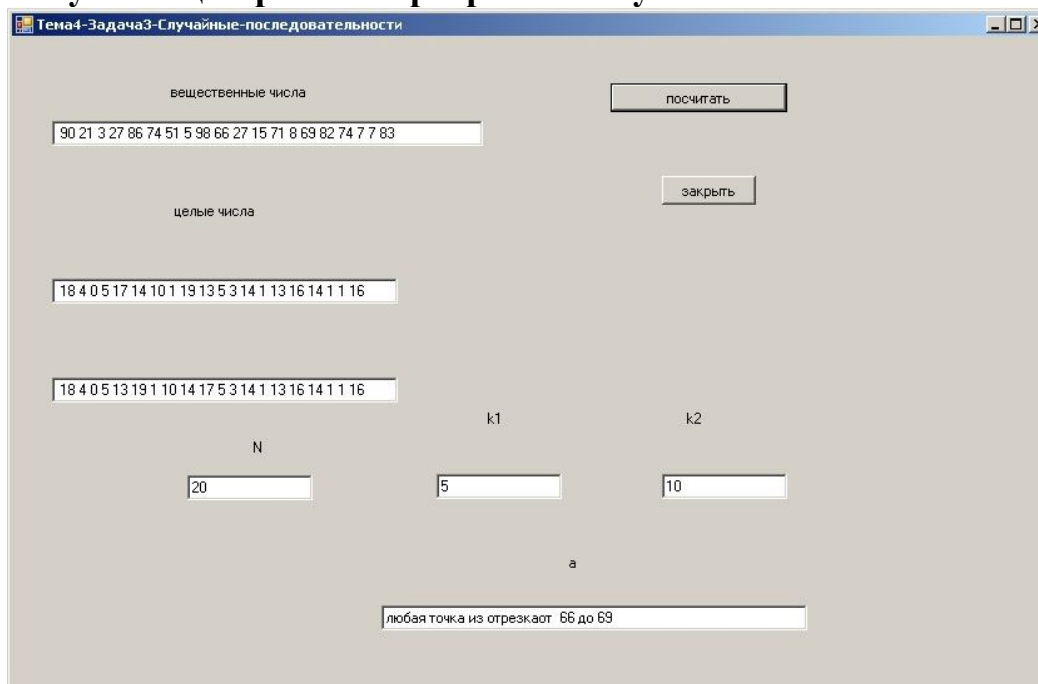 Тема4-Задача3-Случайные-последовательности
вещественные числа
посчитать
90 21 3 27 86 74 51 5 98 66 27 15 71 8 69 82 74 7 7 83
закрыть
целые числа
18 4 0 5 17 14 10 1 19 13 5 3 14 1 13 16 14 1 1 16
18 4 0 5 13 19 1 10 14 17 5 3 14 1 13 16 14 1 1 16
k1 k2
N
20 5 10
a
любая точка из отрезкаот 66 до 69